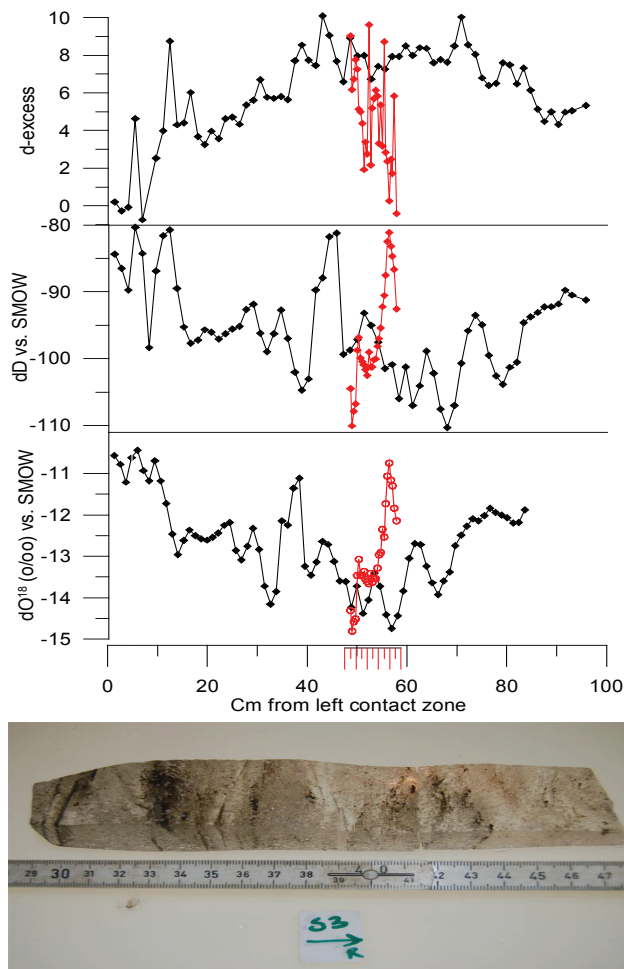 10
8
6
4
2
0
d-excess
-80
-90
-100
-110
dD vs. SMOW
-11
-12
-13
-14
-15
dO¹⁸ (o/oo) vs. SMOW
0 20 40 60 80 100
Cm from left contact zone
29 30 31 32 33 34 35 36 37 38 39 4 0 41 42 43 44 45 46 47
S3
R